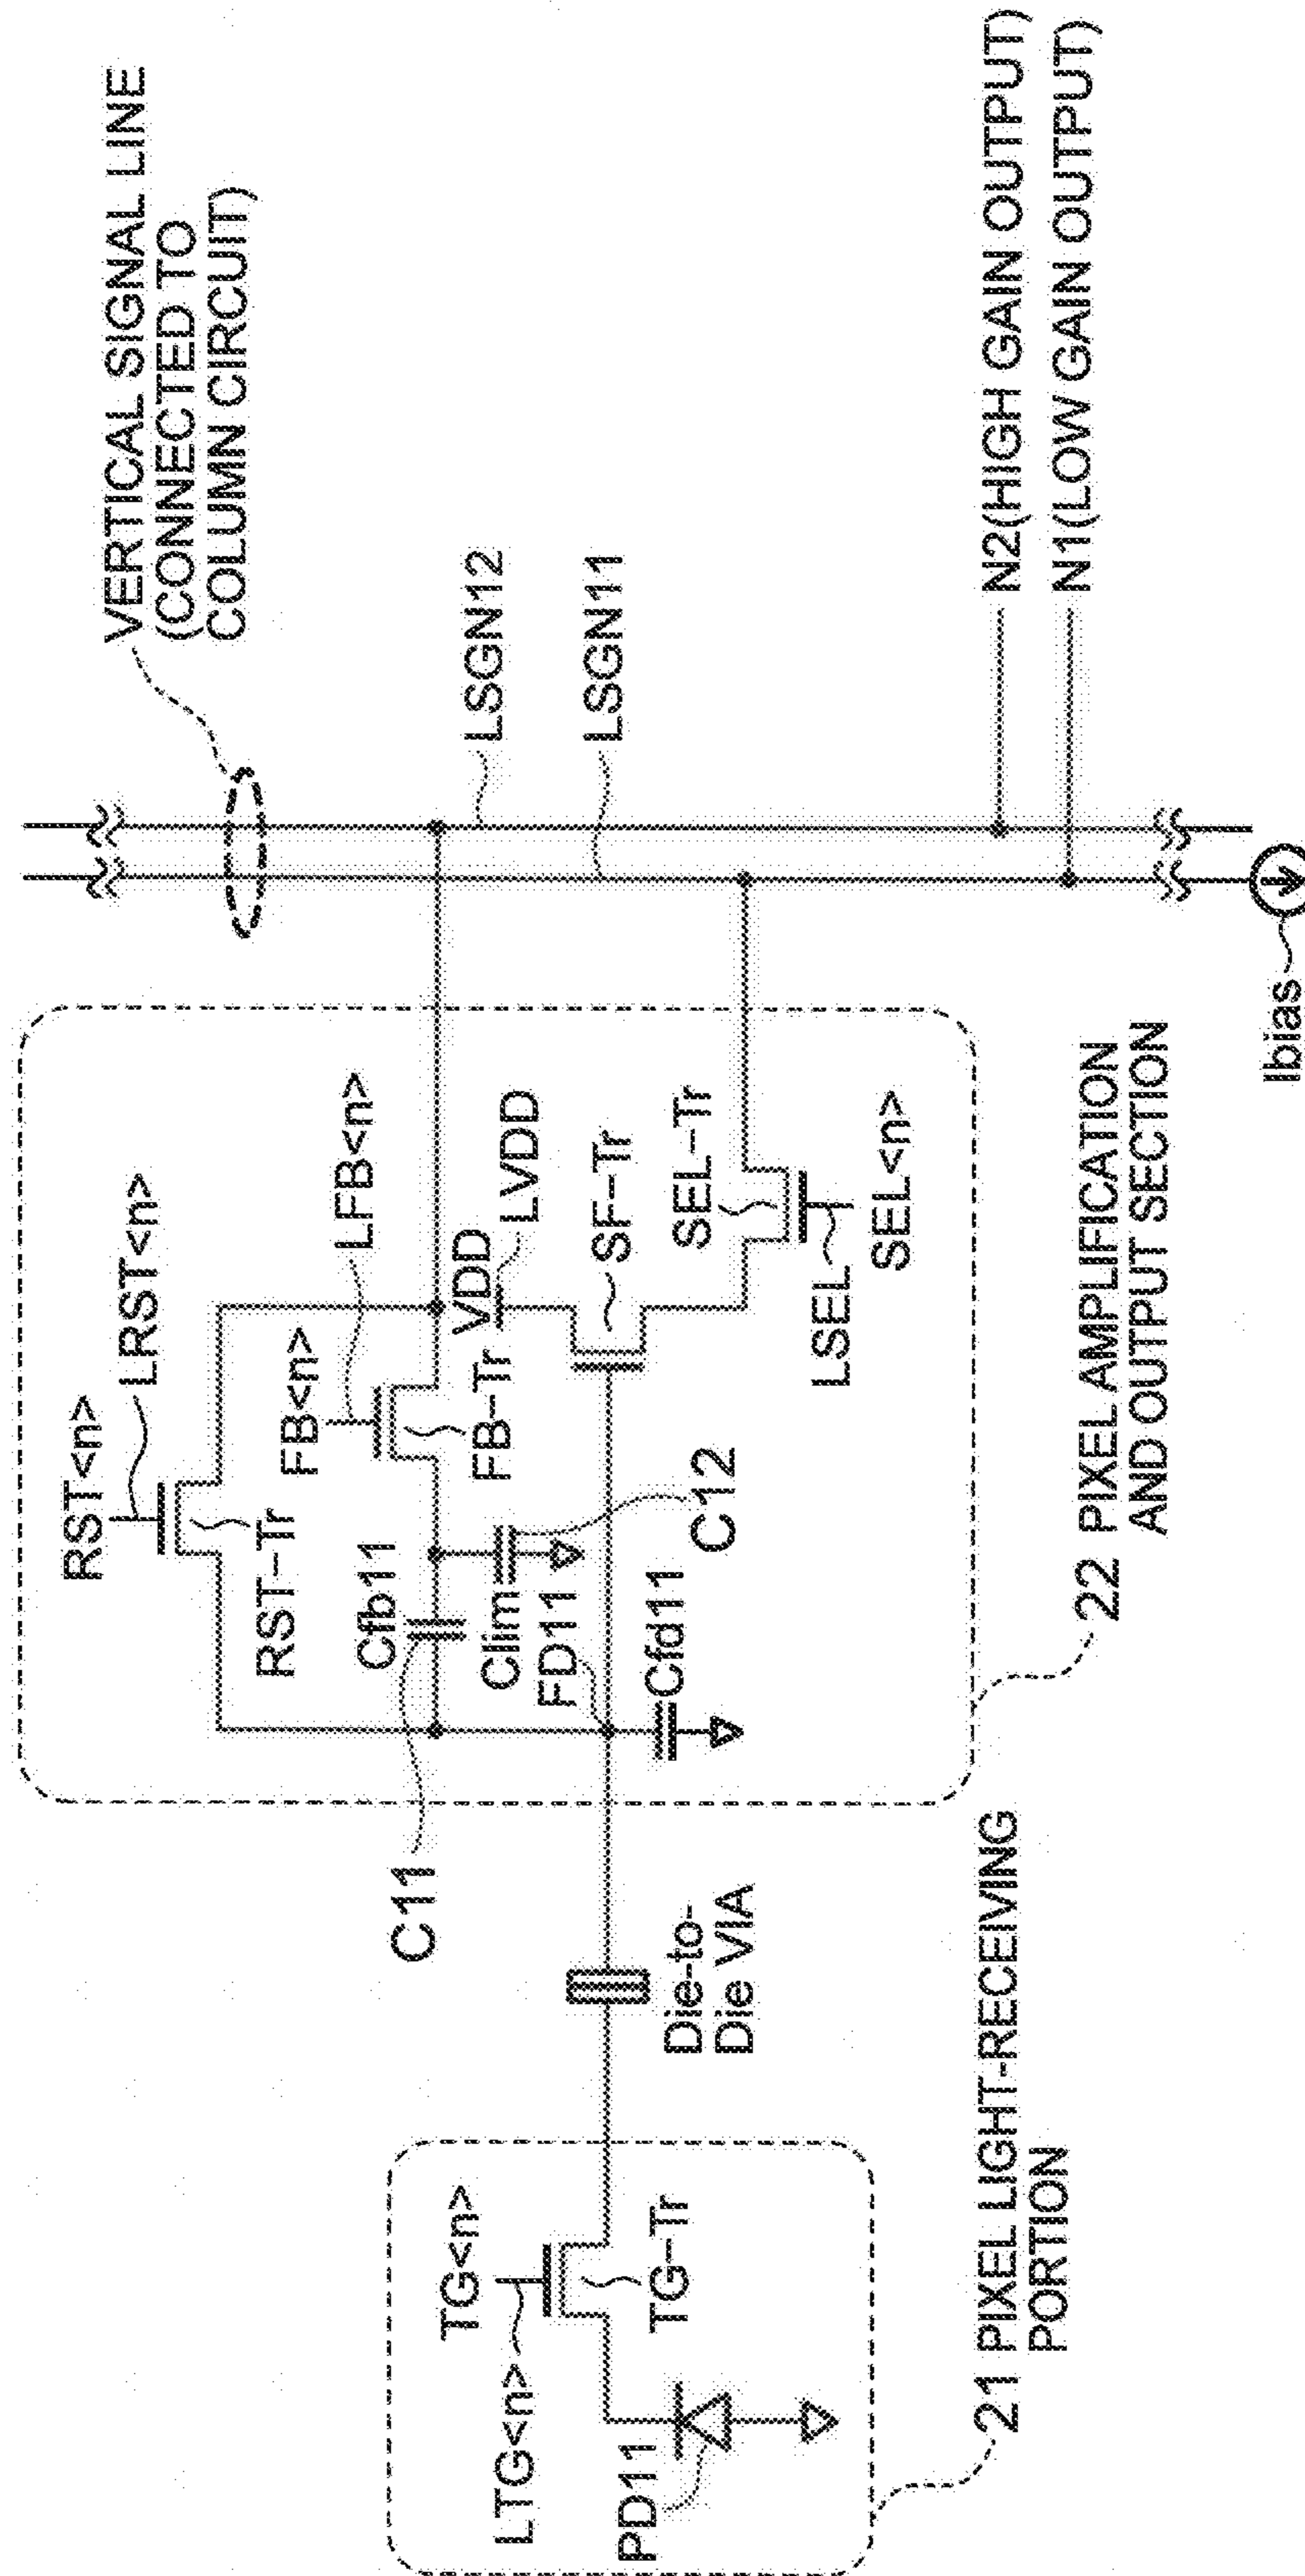 VERTICAL SIGNAL LINE
(CONNECTED TO
COLUMN CIRCUIT)
RST<n>
LRST<n>
RST-Tr
FB<n>
LFB<n>
FB-Tr
Cfb11
Clim
C12
C11
FD11
Cfd11
VDD
LVDD
SF-Tr
SEL-Tr
LSEL
SEL<n>
LSGN12
LSGN11
N2(HIGH GAIN OUTPUT)
N1(LOW GAIN OUTPUT)
Ibias
TG<n>
LTG<n>
TG-Tr
PD11
Die-to-
Die VIA
21 PIXEL LIGHT-RECEIVING
PORTION
22 PIXEL AMPLIFICATION
AND OUTPUT SECTION